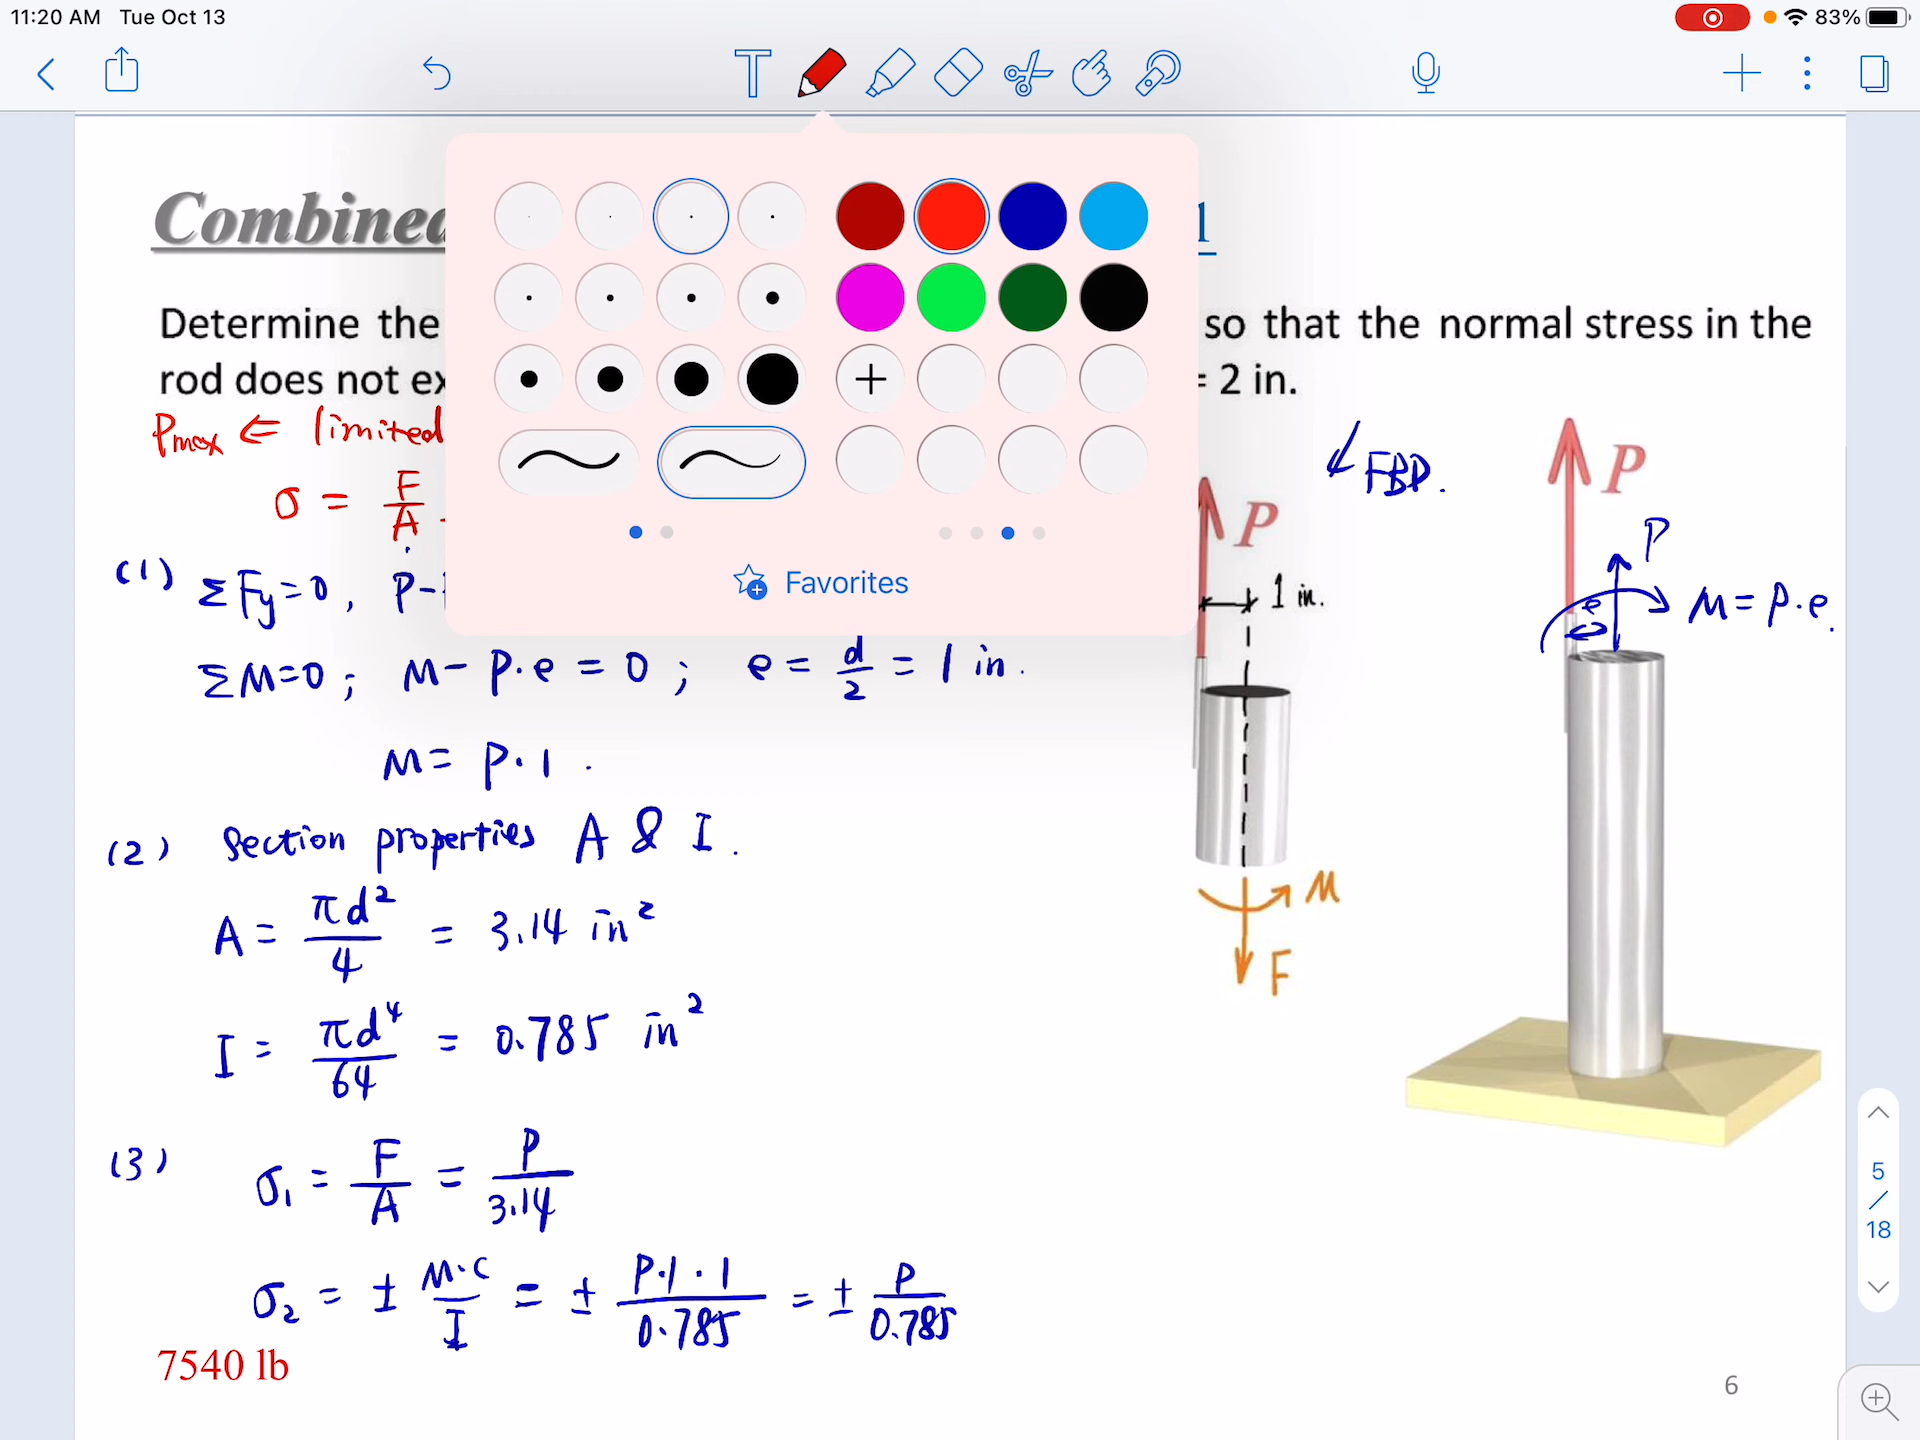 11:20 AM Tue Oct 13 83%
Combined 1
Determine the so that the normal stress in the
rod does not ex = 2 in.
Pmax ⇐ limited
σ = F/A
(1) ΣFy=0, P-
ΣM=0; M- P·e = 0 ; e = d/2 = 1 in.
M= P·1.
(2) Section properties A & I.
A = πd²/4 = 3.14 in²
I = πd⁴/64 = 0.785 in²
(3) σ₁ = F/A = P/3.14
σ₂ = ± M·C/I = ± P·1·1/0.785 = ± P/0.785
7540 lb
Favorites
FBD.
P
1 in.
M
F
P
P
e
M= P·e.
5
/
18
6